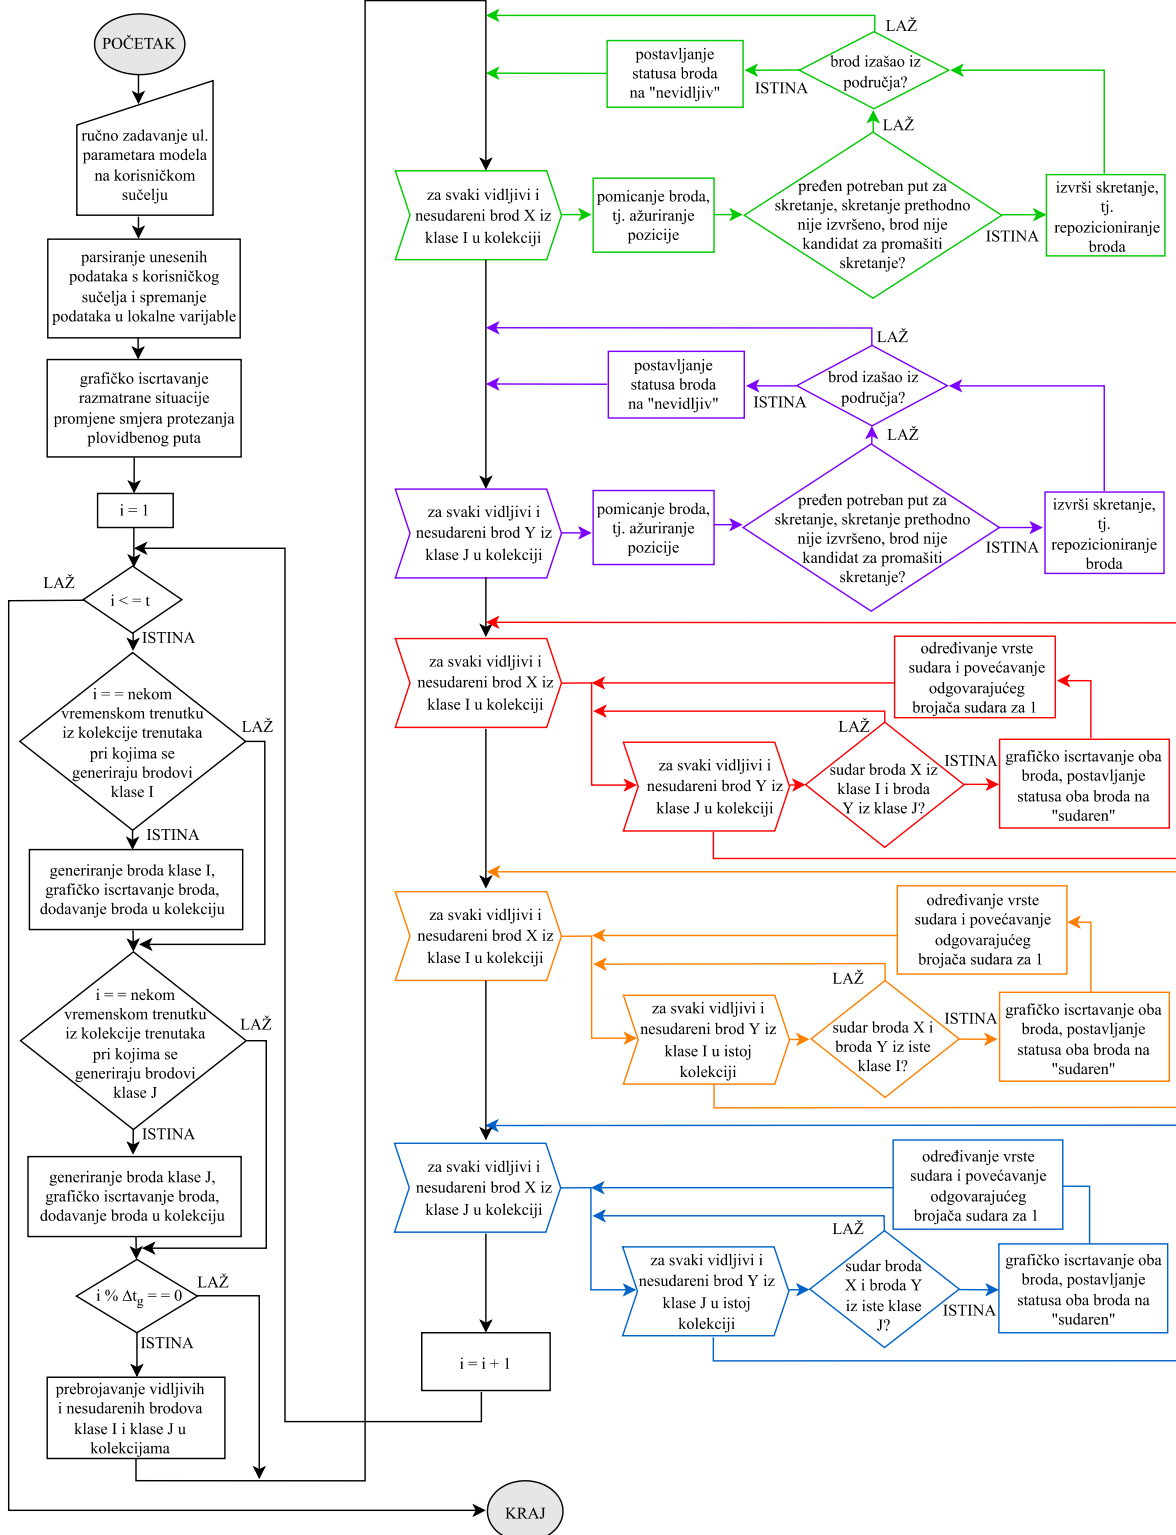 POČETAK
ručno zadavanje ul.
parametara modela
na korisničkom
sučelju
parsiranje unesenih
podataka s korisničkog
sučelja i spremanje
podataka u lokalne varijable
grafičko iscrtavanje
razmatrane situacije
promjene smjera protezanja
plovidbenog puta
i = 1
LAŽ
i < = t
ISTINA
i = = nekom
vremenskom trenutku
iz kolekcije trenutaka
pri kojima se
generiraju brodovi
klase I
LAŽ
ISTINA
generiranje broda klase I,
grafičko iscrtavanje broda,
dodavanje broda u kolekciju
i = = nekom
vremenskom trenutku
iz kolekcije trenutaka
pri kojima se
generiraju brodovi
klase J
LAŽ
ISTINA
generiranje broda klase J,
grafičko iscrtavanje broda,
dodavanje broda u kolekciju
i % Δtg = = 0
LAŽ
ISTINA
prebrojavanje vidljivih
i nesudarenih brodova
klase I i klase J u
kolekcijama
LAŽ
brod izašao iz
područja?
ISTINA
postavljanje
statusa broda
na "nevidljiv"
LAŽ
za svaki vidljivi i
nesudareni brod X iz
klase I u kolekciji
pomicanje broda,
tj. ažuriranje
pozicije
pređen potreban put za
skretanje, skretanje prethodno
nije izvršeno, brod nije
kandidat za promašiti
skretanje?
ISTINA
izvrši skretanje,
tj.
repozicioniranje
broda
LAŽ
brod izašao iz
područja?
ISTINA
postavljanje
statusa broda
na "nevidljiv"
LAŽ
za svaki vidljivi i
nesudareni brod Y iz
klase J u kolekciji
pomicanje broda,
tj. ažuriranje
pozicije
pređen potreban put za
skretanje, skretanje prethodno
nije izvršeno, brod nije
kandidat za promašiti
skretanje?
ISTINA
izvrši skretanje,
tj.
repozicioniranje
broda
za svaki vidljivi i
nesudareni brod X iz
klase I u kolekciji
određivanje vrste
sudara i povećavanje
odgovarajućeg
brojača sudara za 1
LAŽ
za svaki vidljivi i
nesudareni brod Y iz
klase J u kolekciji
sudar broda X iz
klase I i broda
Y iz klase J?
ISTINA
grafičko iscrtavanje oba
broda, postavljanje
statusa oba broda na
"sudaren"
za svaki vidljivi i
nesudareni brod X iz
klase I u kolekciji
određivanje vrste
sudara i povećavanje
odgovarajućeg
brojača sudara za 1
LAŽ
za svaki vidljivi i
nesudareni brod Y iz
klase I u istoj
kolekciji
sudar broda X i
broda Y iz iste
klase I?
ISTINA
grafičko iscrtavanje oba
broda, postavljanje
statusa oba broda na
"sudaren"
za svaki vidljivi i
nesudareni brod X iz
klase J u kolekciji
određivanje vrste
sudara i povećavanje
odgovarajućeg
brojača sudara za 1
LAŽ
za svaki vidljivi i
nesudareni brod Y iz
klase J u istoj
kolekciji
sudar broda
X i broda Y
iz iste klase
J?
ISTINA
grafičko iscrtavanje oba
broda, postavljanje
statusa oba broda na
"sudaren"
i = i + 1
KRAJ